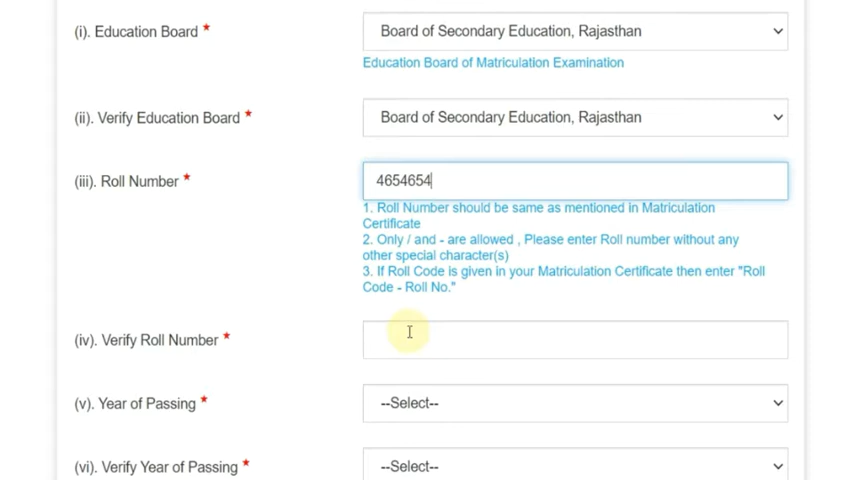 (i). Education Board *
Board of Secondary Education, Rajasthan
Education Board of Matriculation Examination
(ii). Verify Education Board *
Board of Secondary Education, Rajasthan
(iii). Roll Number *
4654654
1. Roll Number should be same as mentioned in Matriculation
Certificate
2. Only / and - are allowed , Please enter Roll number without any
other special character(s)
3. If Roll Code is given in your Matriculation Certificate then enter "Roll
Code - Roll No."
(iv). Verify Roll Number *
(v). Year of Passing *
--Select--
(vi). Verify Year of Passing *
--Select--